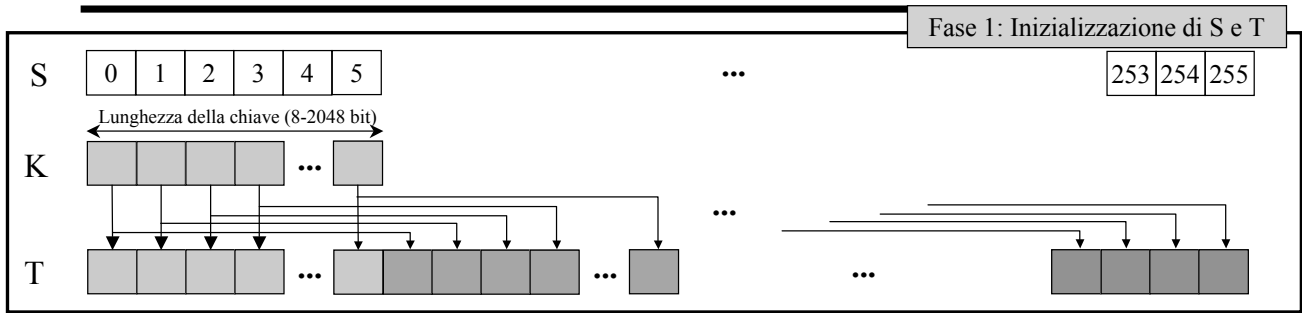 Fase 1: Inizializzazione di S e T
S 0 1 2 3 4 5 ... 253 254 255
Lunghezza della chiave (8-2048 bit)
K ...
...
T ... ... ...